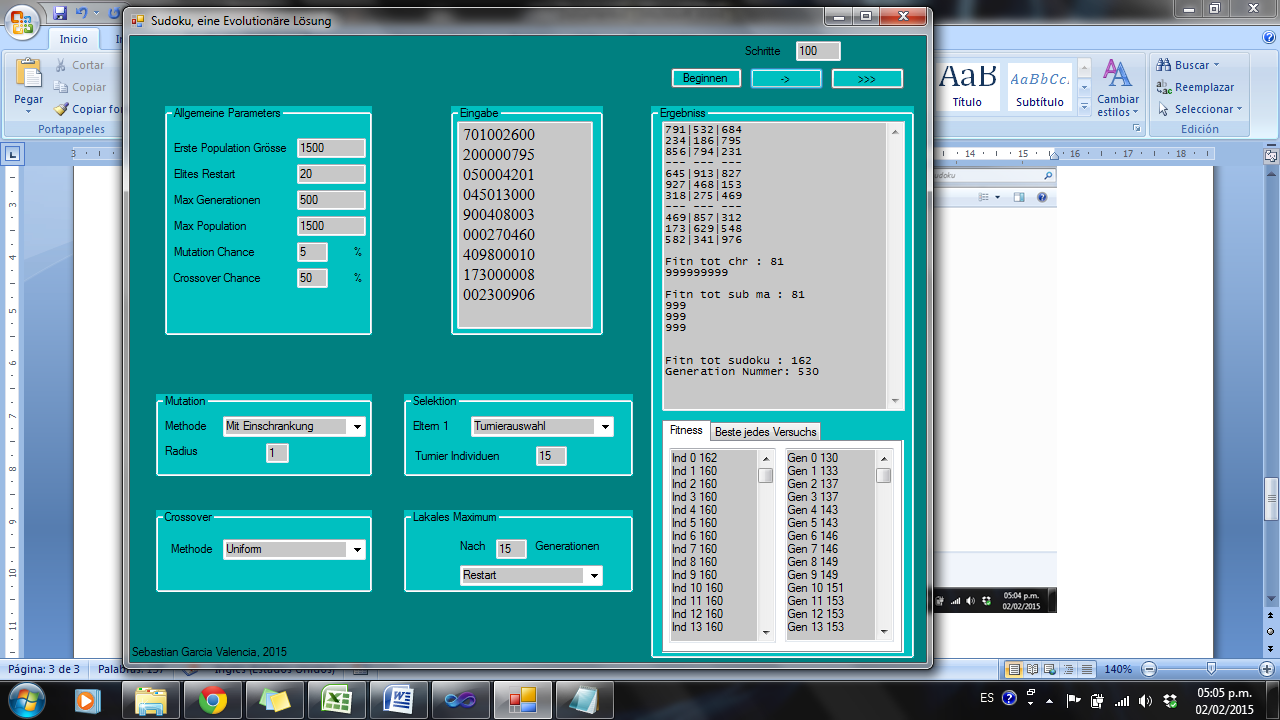 Sudoku, eine Evolutionäre Lösung
Inicio
Cortar
Copiar
Copiar for
Pegar
Portapapeles
AaB
AaBbCc.
Título
Subtítulo
Cambiar
estilos
Buscar
Reemplazar
Seleccionar
Edición
Schritte 100
Beginnen -> >>>
Allgemeine Parameters
Erste Population Grösse 1500
Elites Restart 20
Max Generationen 500
Max Population 1500
Mutation Chance 5 %
Crossover Chance 50 %
Eingabe
701002600
200000795
050004201
045013000
900408003
000270460
409800010
173000008
002300906
Ergebniss
791|532|684
234|186|795
856|794|231
--- --- ---
645|913|827
927|468|153
318|275|469
--- --- ---
469|857|312
173|629|548
582|341|976
Fitn tot chr : 81
999999999
Fitn tot sub ma : 81
999
999
999
Fitn tot sudoku : 162
Generation Nummer: 530
Mutation
Methode Mit Einschrankung
Radius 1
Selektion
Eltern 1 Turnierauswahl
Turnier Individuen 15
Crossover
Methode Uniform
Lakales Maximum
Nach 15 Generationen
Restart
Fitness Beste jedes Versuchs
Ind 0 162
Ind 1 160
Ind 2 160
Ind 3 160
Ind 4 160
Ind 5 160
Ind 6 160
Ind 7 160
Ind 8 160
Ind 9 160
Ind 10 160
Ind 11 160
Ind 12 160
Ind 13 160
Gen 0 130
Gen 1 133
Gen 2 137
Gen 3 137
Gen 4 143
Gen 5 143
Gen 6 146
Gen 7 146
Gen 8 149
Gen 9 149
Gen 10 151
Gen 11 153
Gen 12 153
Gen 13 153
Sebastian Garcia Valencia, 2015
3 14 15 16 17 18
sudoku
05:04 p.m.
02/02/2015
Página: 3 de 3
140%
ES
05:05 p.m.
02/02/2015